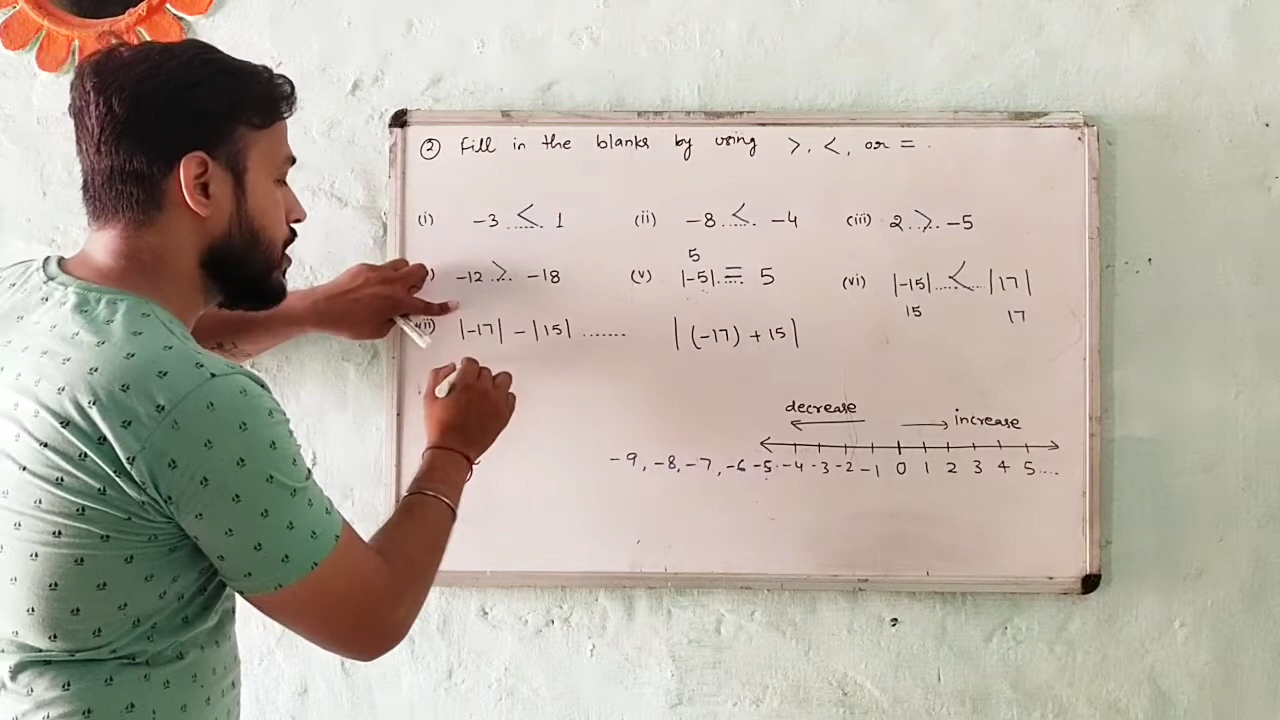 ② Fill in the blanks by using >, <, or = .
(i) -3 ..<.. 1 (ii) -8 ..<.. -4 (iii) 2 ..>.. -5
5
) -12 ..>.. -18 (v) |-5| ..=.. 5 (vi) |-15| ....<.... |17|
15 17
ii) |-17| - |15| ........ |(-17) + 15|
decrease increase
-9, -8, -7, -6 -5 -4 -3 -2 -1 0 1 2 3 4 5 ....